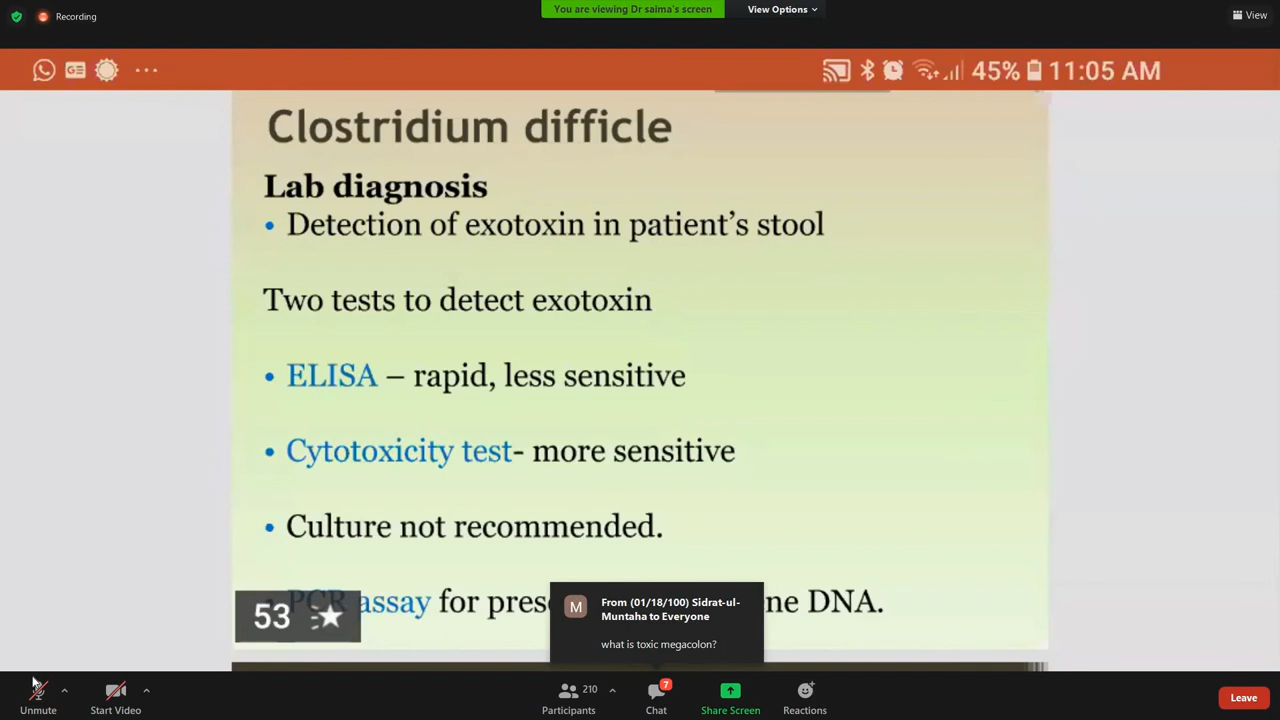 Recording
You are viewing Dr saima's screen
View Options
View
45% 11:05 AM
Clostridium difficle
Lab diagnosis
• Detection of exotoxin in patient's stool
Two tests to detect exotoxin
• ELISA – rapid, less sensitive
• Cytotoxicity test- more sensitive
• Culture not recommended.
PCR assay for ne DNA.
53
M
From (01/18/100) Sidrat-ul-
Muntaha to Everyone
what is toxic megacolon?
Unmute
Start Video
210
Participants
7
Chat
Share Screen
Reactions
Leave